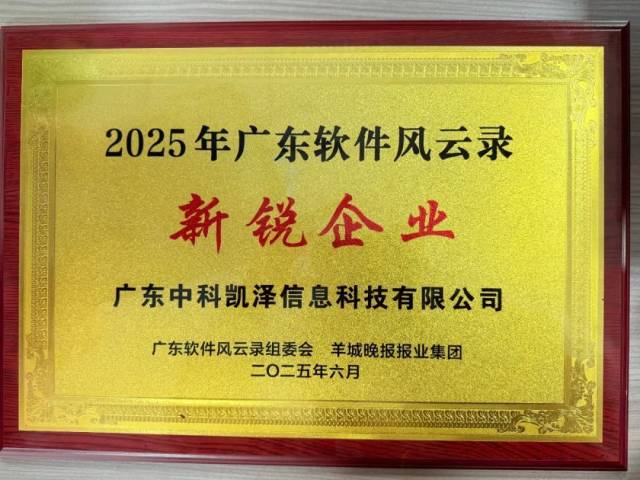 2025年广东软件风云录
新锐企业
广东中科凯泽信息科技有限公司
广东软件风云录组委会 羊城晚报报业集团
二〇二五年六月